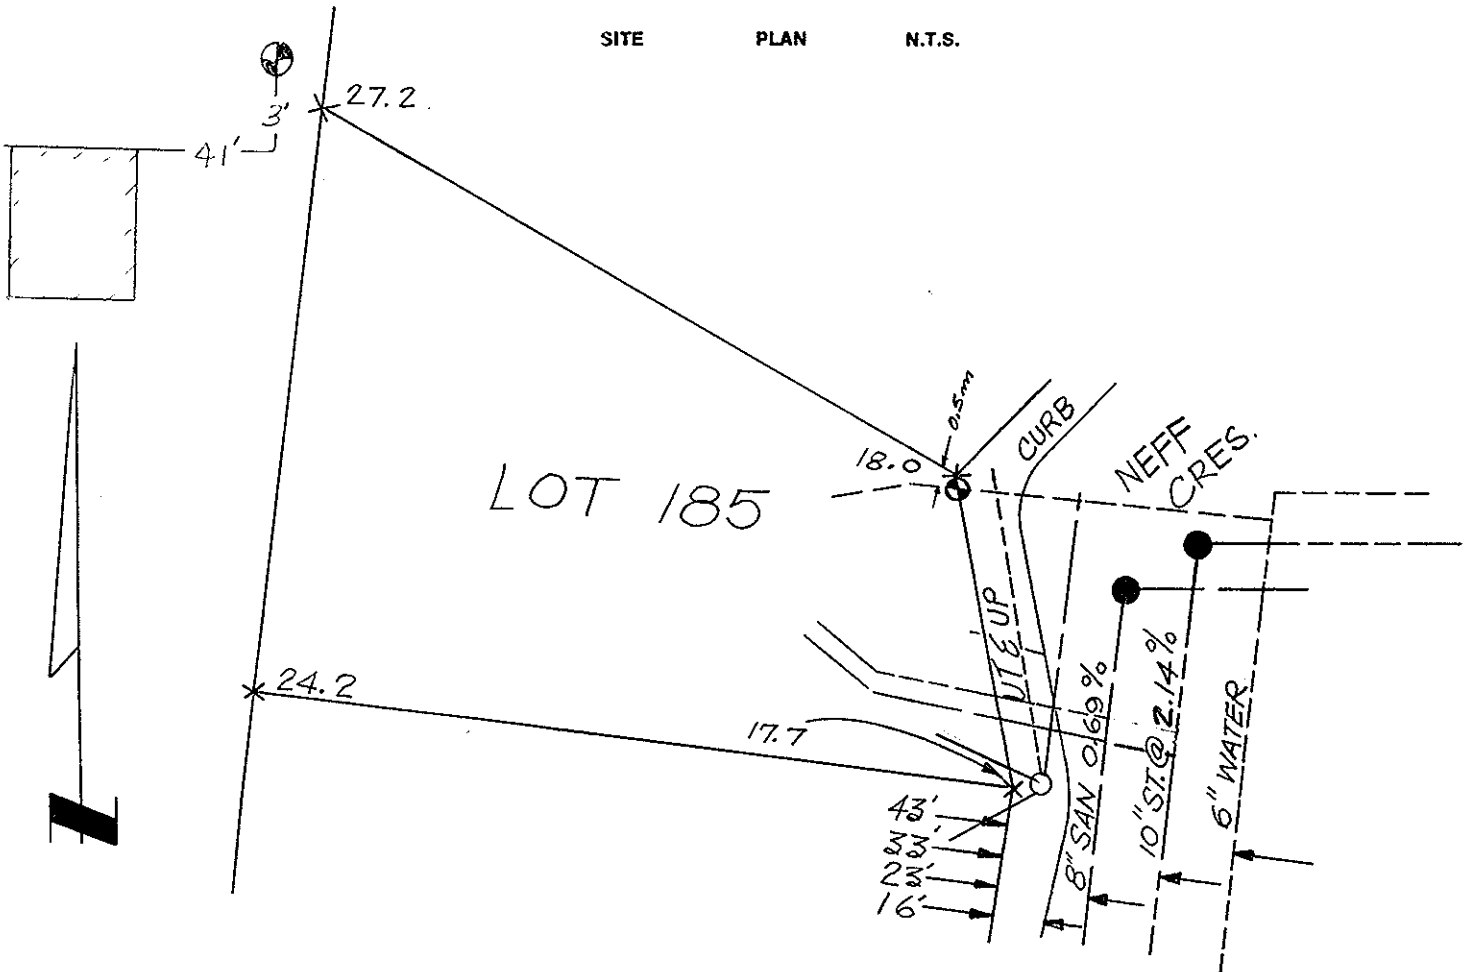 SITE PLAN N.T.S.
27.2
3'
41'
0.5m
CURB
NEFF
CRES.
18.0
LOT 185
UT & UP
24.2
17.7
8" SAN 0.69%
10" ST. @ 2.14%
6" WATER
43'
33'
23'
16'